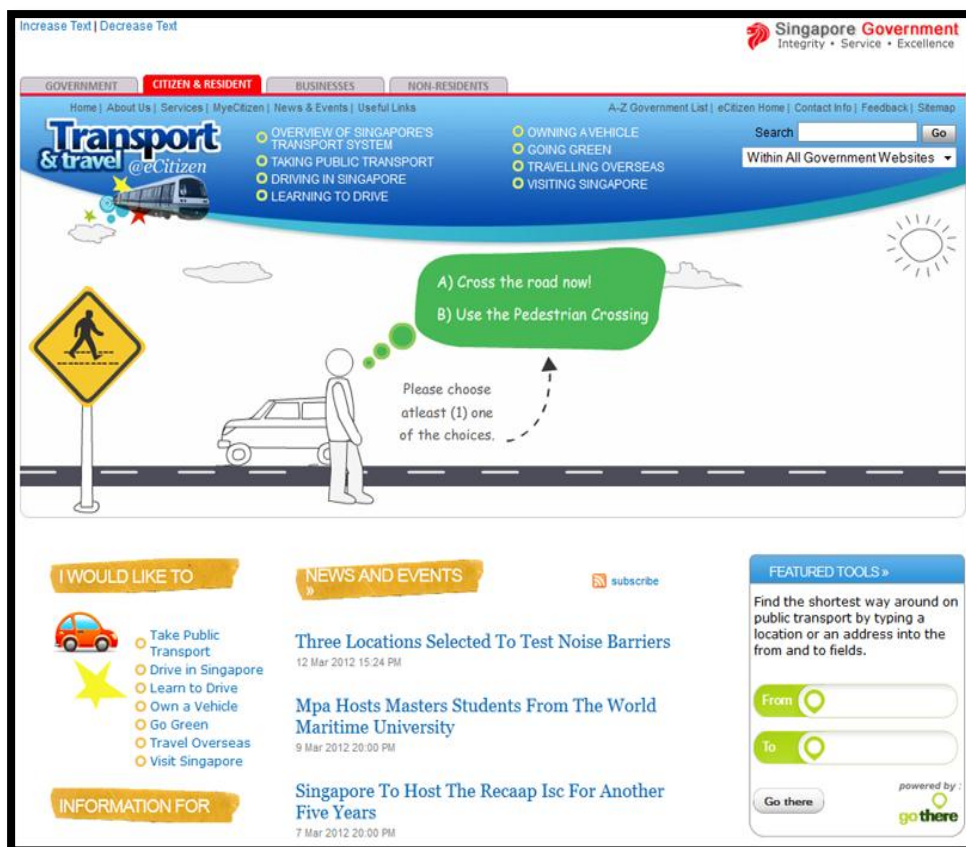 Increase Text | Decrease Text
Singapore Government
Integrity • Service • Excellence
GOVERNMENT
CITIZEN & RESIDENT
BUSINESSES
NON-RESIDENTS
Home | About Us | Services | MyeCitizen | News & Events | Useful Links
A-Z Government List | eCitizen Home | Contact Info | Feedback | Sitemap
Transport
& travel @eCitizen
OVERVIEW OF SINGAPORE'S
TRANSPORT SYSTEM
TAKING PUBLIC TRANSPORT
DRIVING IN SINGAPORE
LEARNING TO DRIVE
OWNING A VEHICLE
GOING GREEN
TRAVELLING OVERSEAS
VISITING SINGAPORE
Search
Go
Within All Government Websites
A) Cross the road now!
B) Use the Pedestrian Crossing
Please choose
atleast (1) one
of the choices.
I WOULD LIKE TO
Take Public
Transport
Drive in Singapore
Learn to Drive
Own a Vehicle
Go Green
Travel Overseas
Visit Singapore
INFORMATION FOR
NEWS AND EVENTS
»
subscribe
Three Locations Selected To Test Noise Barriers
12 Mar 2012 15:24 PM
Mpa Hosts Masters Students From The World
Maritime University
9 Mar 2012 20:00 PM
Singapore To Host The Recaap Isc For Another
Five Years
7 Mar 2012 20:00 PM
FEATURED TOOLS »
Find the shortest way around on
public transport by typing a
location or an address into the
from and to fields.
From
To
Go there
powered by :
gothere